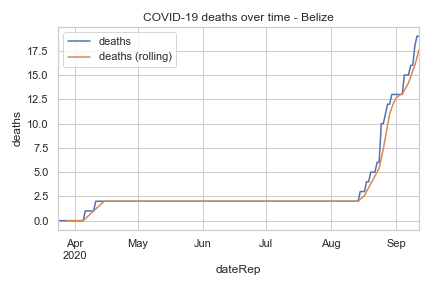 COVID-19 deaths over time - Belize
deaths
deaths (rolling)
deaths
17.5
15.0
12.5
10.0
7.5
5.0
2.5
0.0
Apr
2020
May
Jun
Jul
Aug
Sep
dateRep